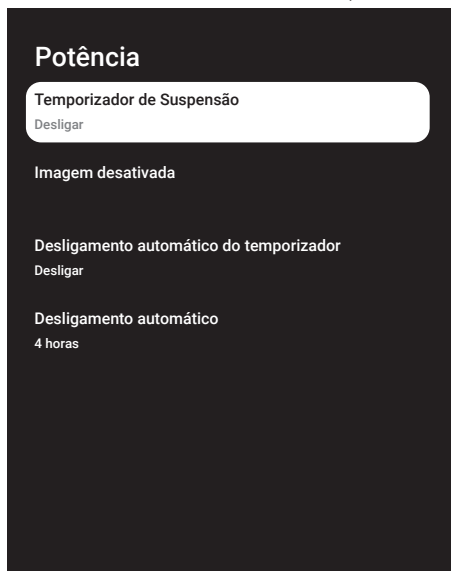 Potência
Temporizador de Suspensão
Desligar
Imagem desativada
Desligamento automático do temporizador
Desligar
Desligamento automático
4 horas